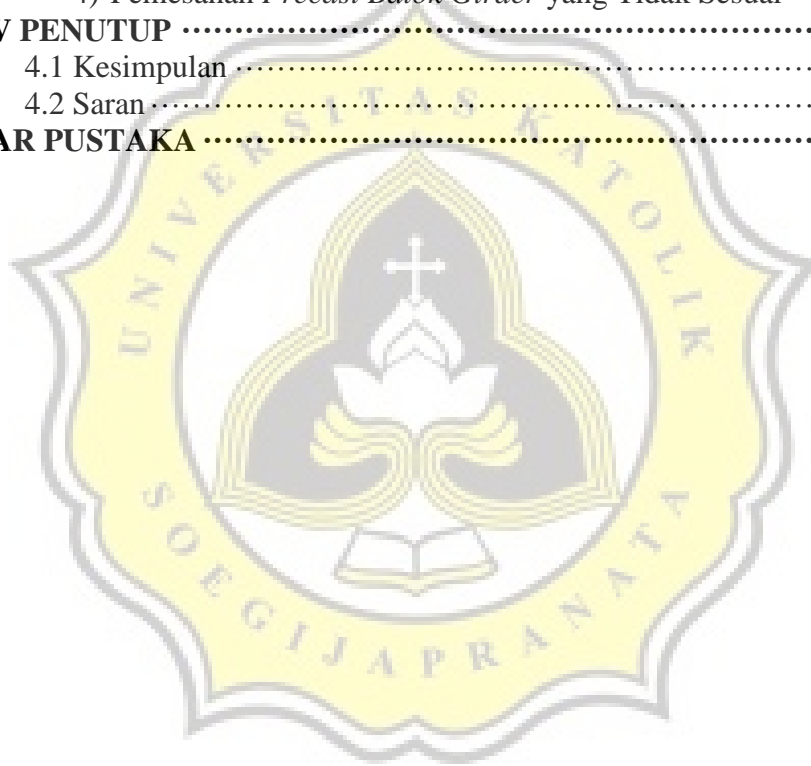 4) Pemesanan Precast Balok Girder yang Tidak Sesuai
V PENUTUP
4.1 Kesimpulan
4.2 Saran
AR PUSTAKA
UNIVERSITAS KATOLIK
SOEGIJAPRANATA